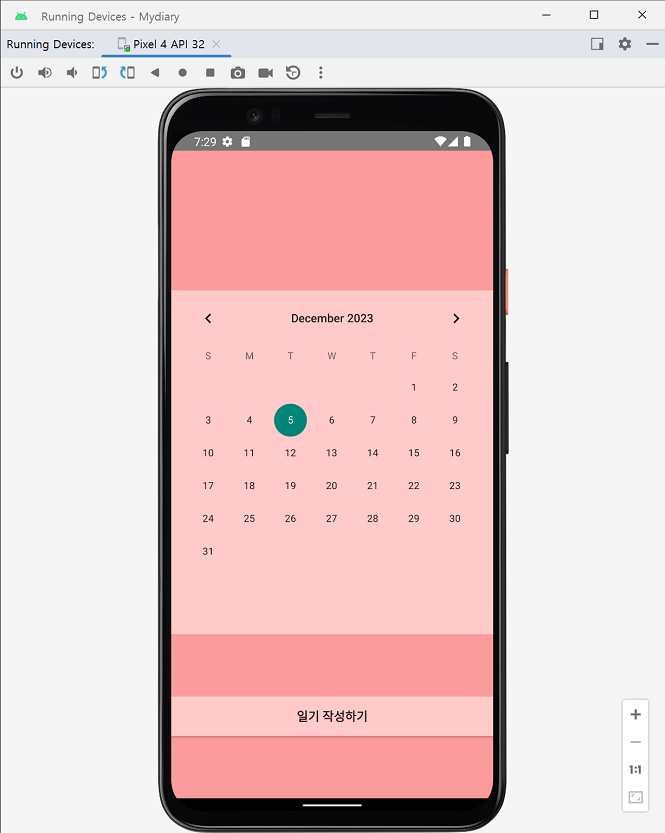 Running Devices - Mydiary
Running Devices: Pixel 4 API 32
7:29
December 2023
S M T W T F S
1 2
3 4 5 6 7 8 9
10 11 12 13 14 15 16
17 18 19 20 21 22 23
24 25 26 27 28 29 30
31
일기 작성하기
1:1